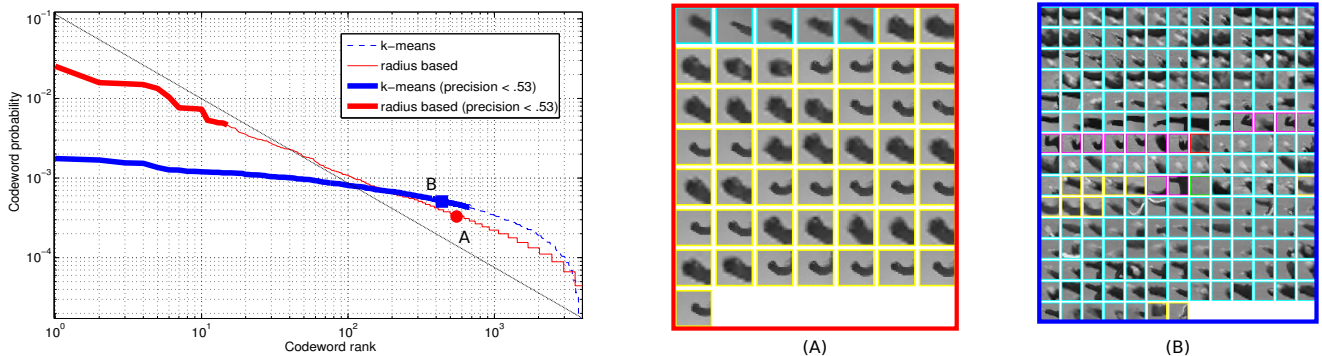 10⁻¹
10⁻²
10⁻³
10⁻⁴
Codeword probability
k−means
radius based
k−means (precision < .53)
radius based (precision < .53)
B
A
10⁰
10¹
10²
10³
Codeword rank
(A)
(B)